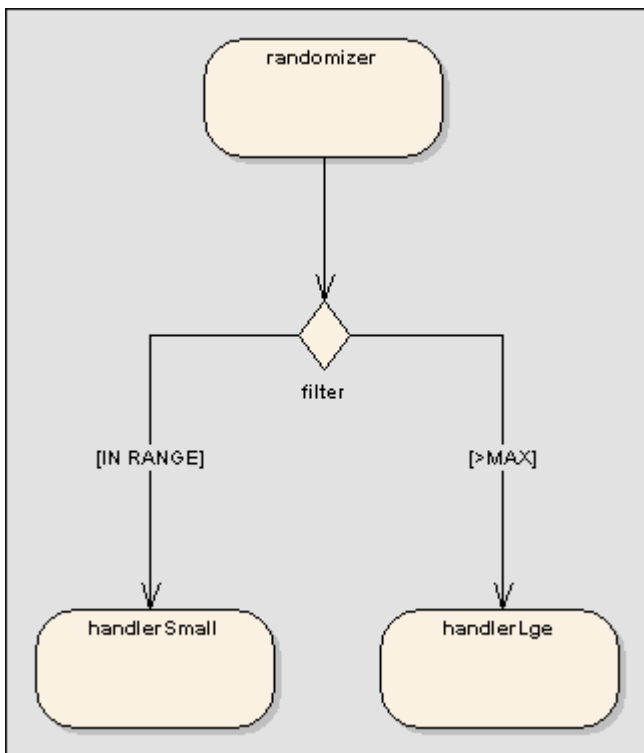 randomizer
filter
[IN RANGE]
[>MAX]
handlerSmall
handlerLge